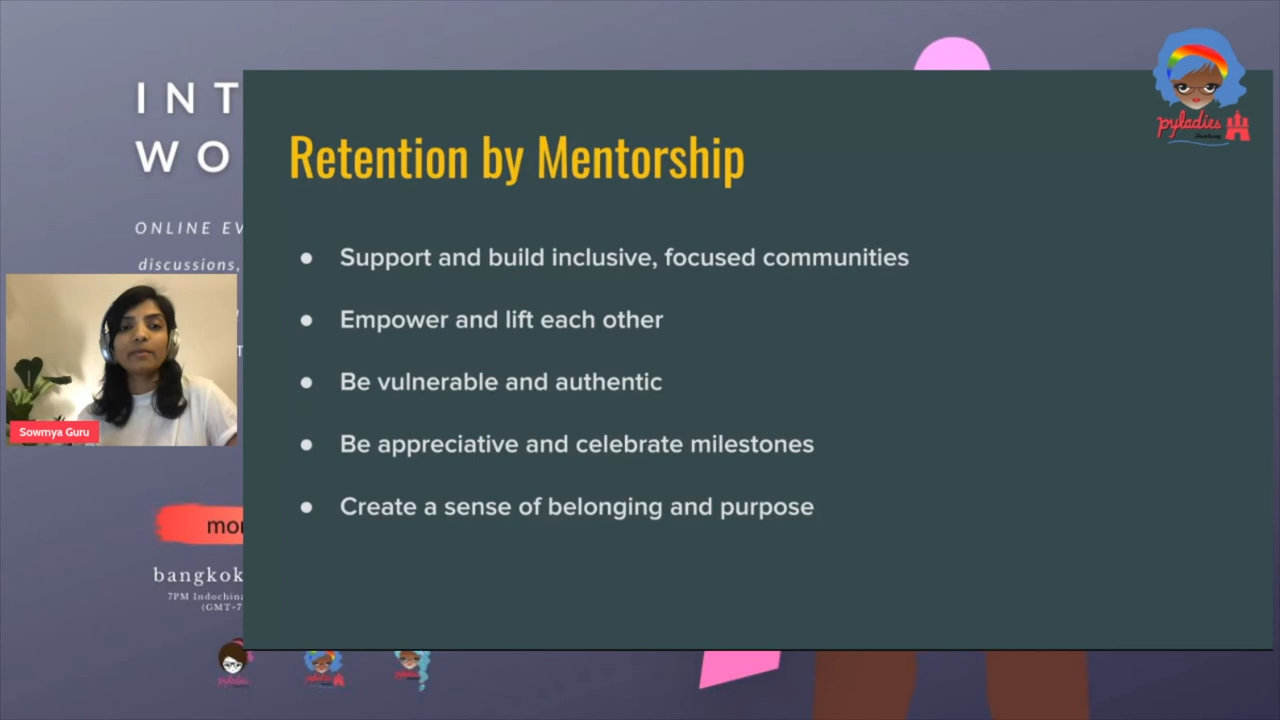 INT
WO
ONLINE EV
discussions,
Retention by Mentorship
● Support and build inclusive, focused communities
● Empower and lift each other
● Be vulnerable and authentic
● Be appreciative and celebrate milestones
● Create a sense of belonging and purpose
pyladies
Sowmya Guru
mor
bangkok
7PM Indochina
(GMT+7
pyladies